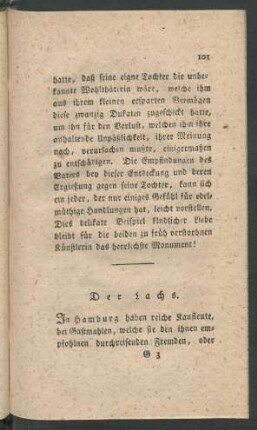 101
hatte, daß seine eigne Tochter die unbe-
kannte Wohlthäterin wäre, welche ihm
aus ihrem kleinen ersparten Vermögen
diese zwanzig Dukaten zugeschickt hatte,
um ihn für den Verlust, welchen ihm ihre
anhaltende Unpäßlichkeit, ihrer Meinung
nach, verursachen mußte, einigermaßen
zu entschädigen. Die Empfindungen des
Vaters bey dieser Entdeckung und deren
Ergießung gegen seine Tochter, kann sich
ein jeder, der nur einiges Gefühl für edel-
müthige Handlungen hat, leicht vorstellen.
Dies delikate Beispiel kindlicher Liebe
bleibt für die beiden zu früh verstorbnen
Künstlerin das herrlichste Monument!
Der Lachs.
In Hamburg haben reiche Kaufleute,
bei Gastmahlen, welche sie den ihnen em-
pfohlnen durchreisenden Fremden, oder
G 3